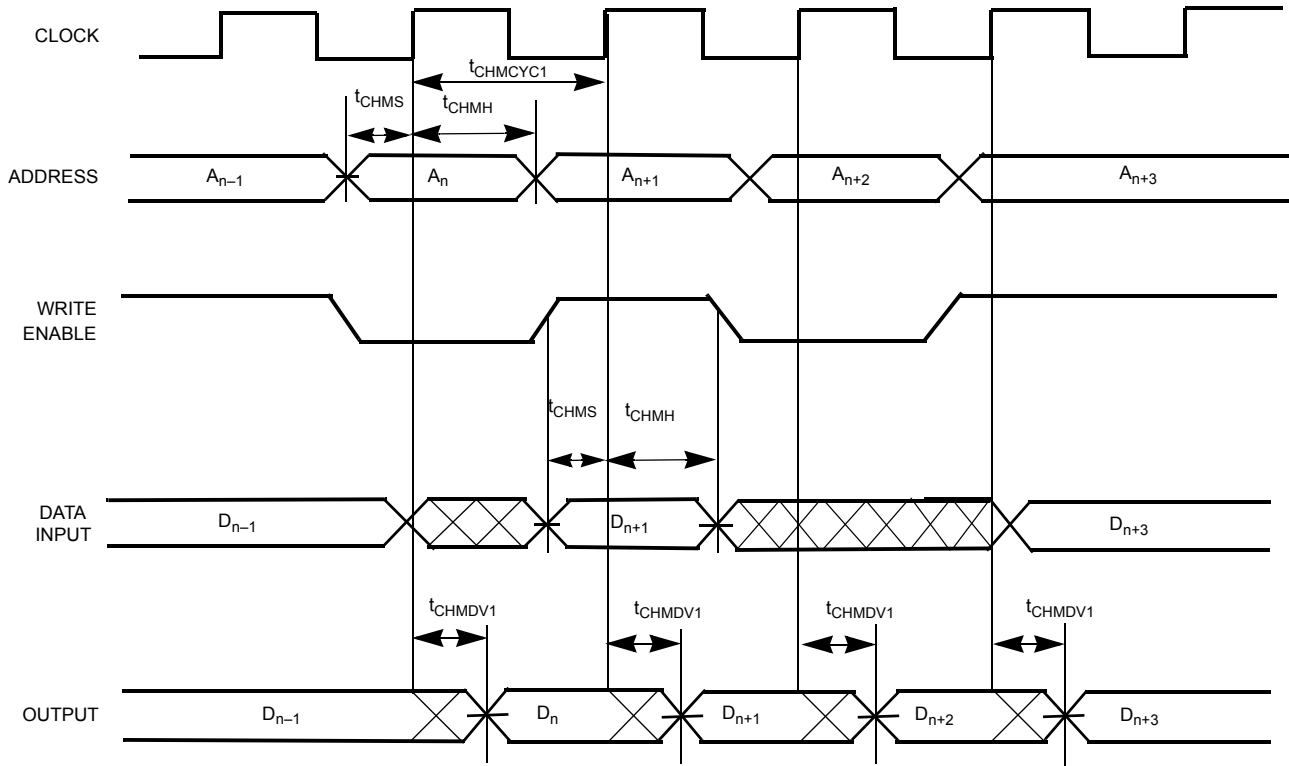 CLOCK
tCHMCYC1
tCHMS
tCHMH
ADDRESS
An–1
An
An+1
An+2
An+3
WRITE
ENABLE
tCHMS
tCHMH
DATA
INPUT
Dn–1
Dn+1
Dn+3
tCHMDV1
tCHMDV1
tCHMDV1
tCHMDV1
OUTPUT
Dn–1
Dn
Dn+1
Dn+2
Dn+3